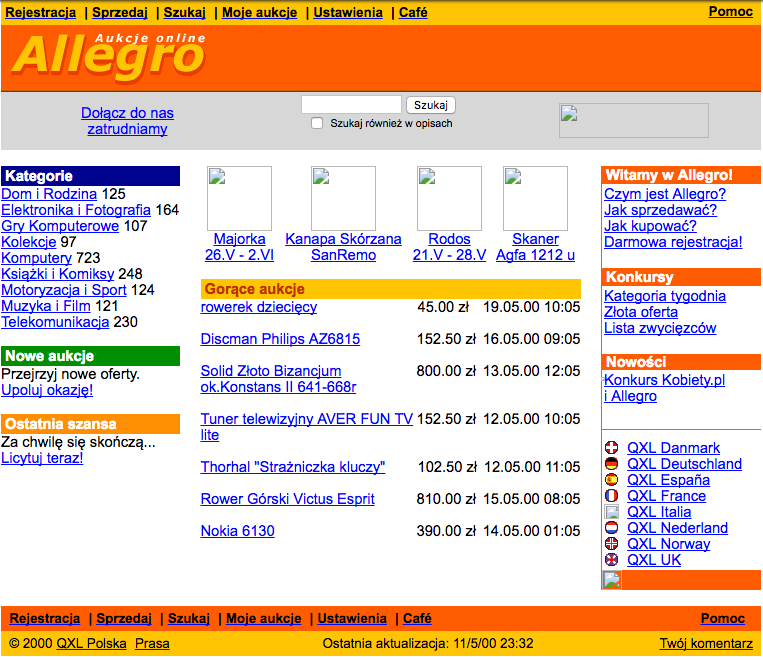 Rejestracja | Sprzedaj | Szukaj | Moje aukcje | Ustawienia | Café Pomoc
Aukcje online
Allegro
Dołącz do nas
zatrudniamy
Szukaj
Szukaj również w opisach
Kategorie
Dom i Rodzina 125
Elektronika i Fotografia 164
Gry Komputerowe 107
Kolekcje 97
Komputery 723
Książki i Komiksy 248
Motoryzacja i Sport 124
Muzyka i Film 121
Telekomunikacja 230
Nowe aukcje
Przejrzyj nowe oferty.
Upoluj okazję!
Ostatnia szansa
Za chwilę się skończą...
Licytuj teraz!
Majorka
26.V - 2.VI
Kanapa Skórzana
SanRemo
Rodos
21.V - 28.V
Skaner
Agfa 1212 u
Gorące aukcje
rowerek dziecięcy 45.00 zł 19.05.00 10:05
Discman Philips AZ6815 152.50 zł 16.05.00 09:05
Solid Złoto Bizancjum 800.00 zł 13.05.00 12:05
ok.Konstans II 641-668r
Tuner telewizyjny AVER FUN TV 152.50 zł 12.05.00 10:05
lite
Thorhal "Strażniczka kluczy" 102.50 zł 12.05.00 11:05
Rower Górski Victus Esprit 810.00 zł 15.05.00 08:05
Nokia 6130 390.00 zł 14.05.00 01:05
Witamy w Allegro!
Czym jest Allegro?
Jak sprzedawać?
Jak kupować?
Darmowa rejestracja!
Konkursy
Kategoria tygodnia
Złota oferta
Lista zwycięzców
Nowości
Konkurs Kobiety.pl
i Allegro
QXL Danmark
QXL Deutschland
QXL España
QXL France
QXL Italia
QXL Nederland
QXL Norway
QXL UK
Rejestracja | Sprzedaj | Szukaj | Moje aukcje | Ustawienia | Café Pomoc
© 2000 QXL Polska Prasa Ostatnia aktualizacja: 11/5/00 23:32 Twój komentarz